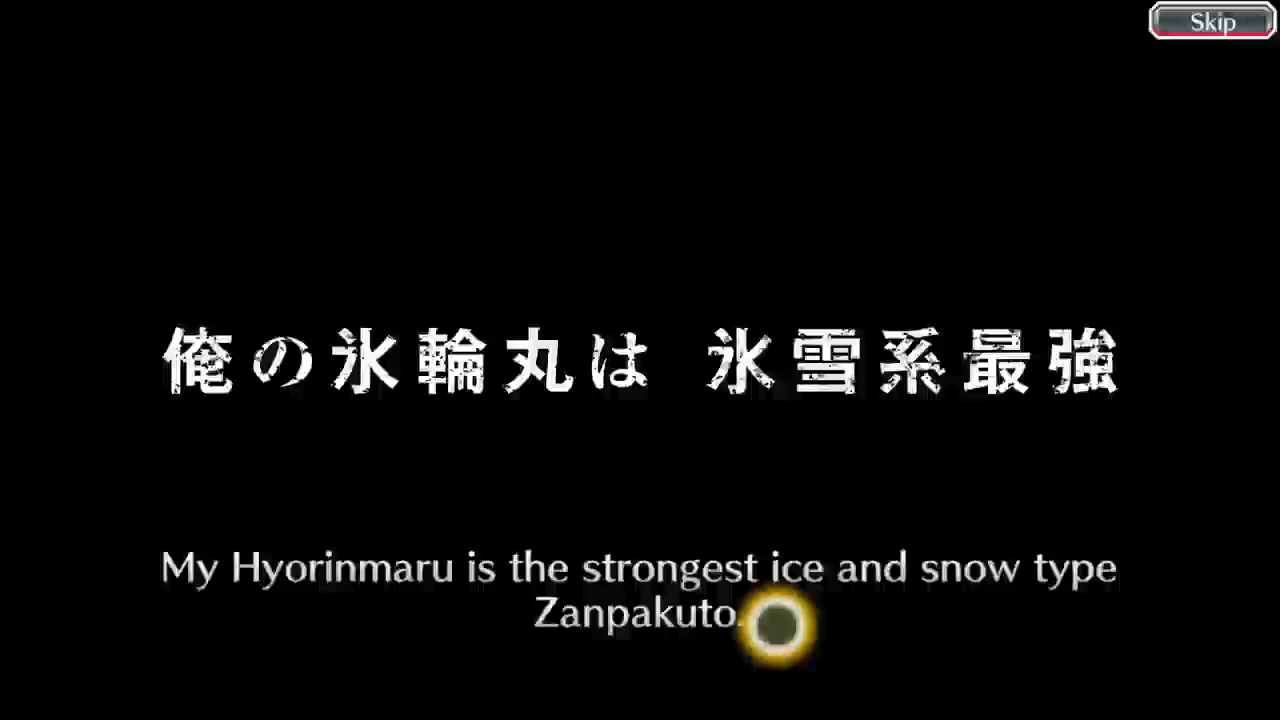 Skip
俺の氷輪丸は 氷雪系最強
My Hyorinmaru is the strongest ice and snow type
Zanpakuto.